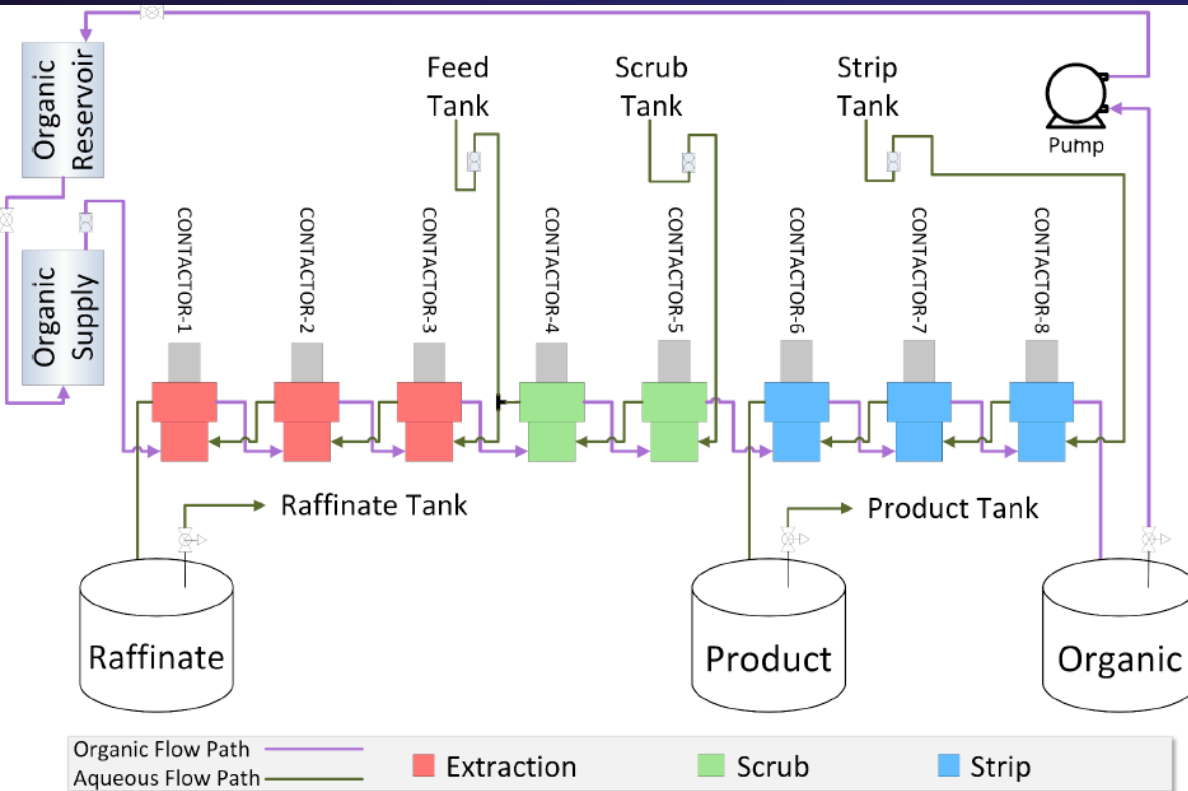 Organic
Reservoir
Organic
Supply
Feed
Tank
Scrub
Tank
Strip
Tank
Pump
CONTACTOR-1
CONTACTOR-2
CONTACTOR-3
CONTACTOR-4
CONTACTOR-5
CONTACTOR-6
CONTACTOR-7
CONTACTOR-8
Raffinate Tank
Product Tank
Raffinate
Product
Organic
Organic Flow Path
Aqueous Flow Path
Extraction
Scrub
Strip